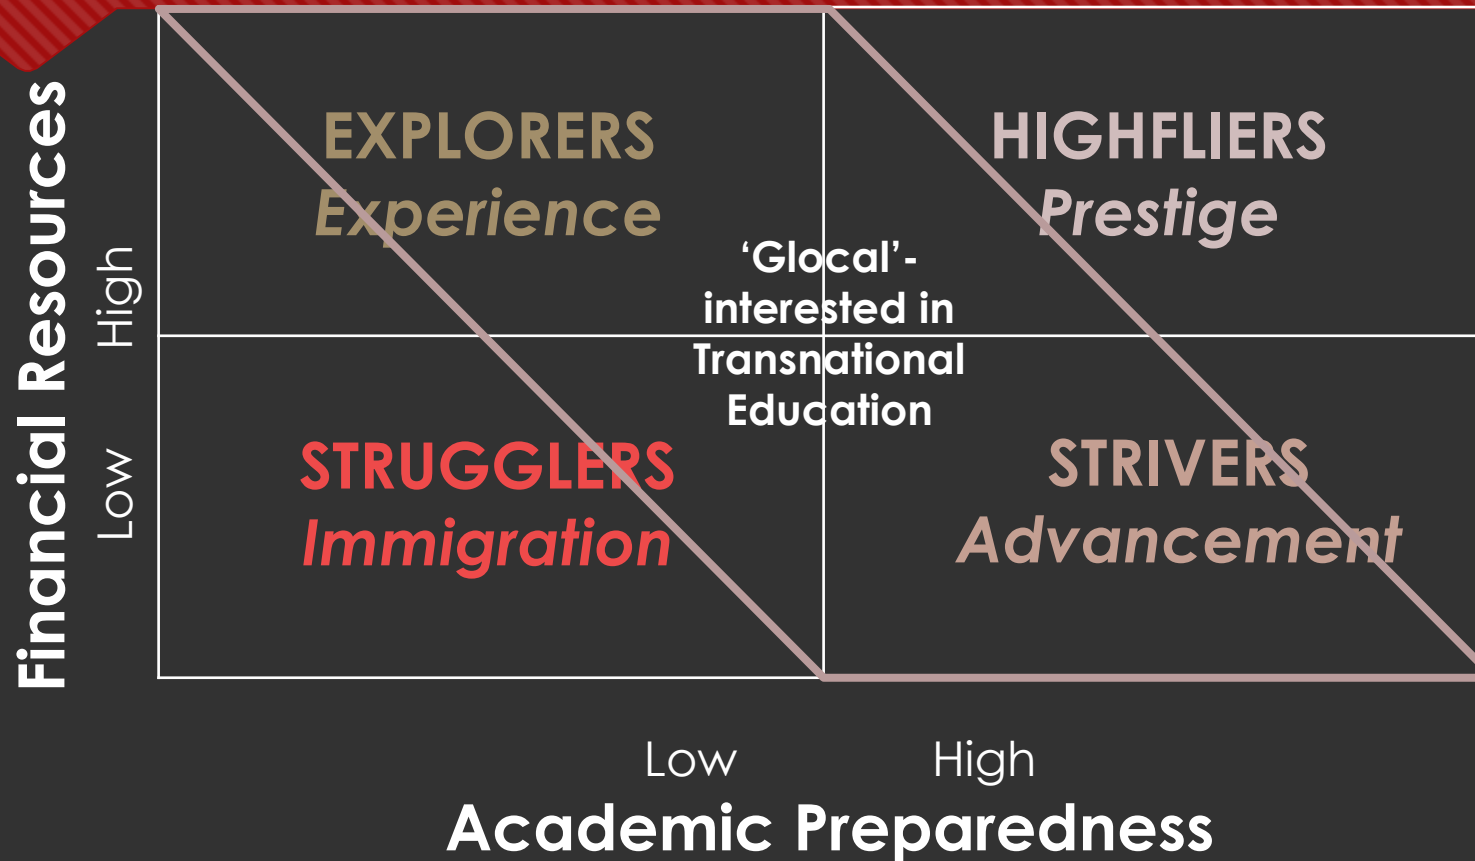 Financial Resources
High
Low
EXPLORERS
Experience
HIGHFLIERS
Prestige
‘Glocal’-
interested in
Transnational
Education
STRUGGLERS
Immigration
STRIVERS
Advancement
Low
High
Academic Preparedness